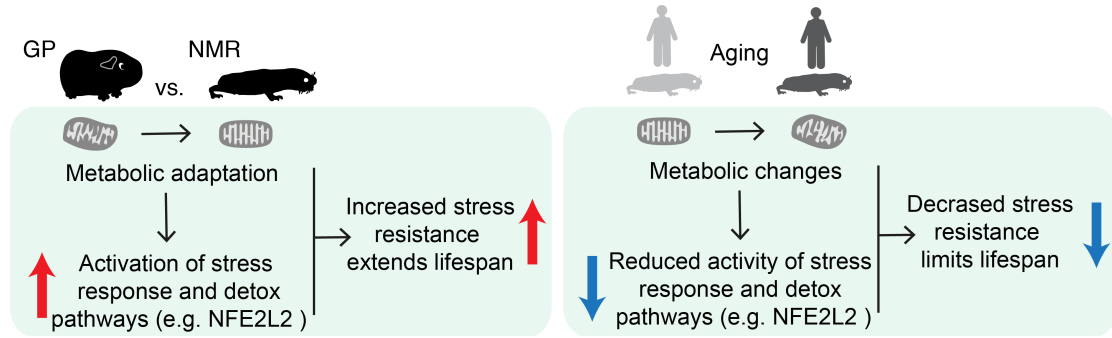 GP
vs.
NMR
Metabolic adaptation
Activation of stress
response and detox
pathways (e.g. NFE2L2 )
Increased stress
resistance
extends lifespan
Aging
Metabolic changes
Reduced activity of stress
response and detox
pathways (e.g. NFE2L2 )
Decrased stress
resistance
limits lifespan